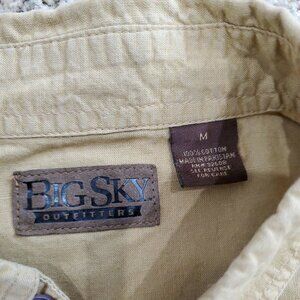 BIG SKY
OUTFITTERS
M
100% COTTON
MADE IN PAKISTAN
SEE REVERSE
FOR CARE